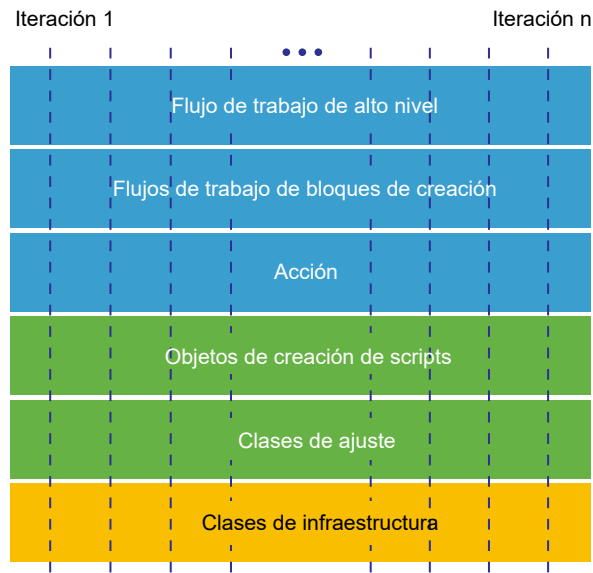 Iteración 1
Iteración n
Flujo de trabajo de alto nivel
Flujos de trabajo de bloques de creación
Acción
Objetos de creación de scripts
Clases de ajuste
Clases de infraestructura